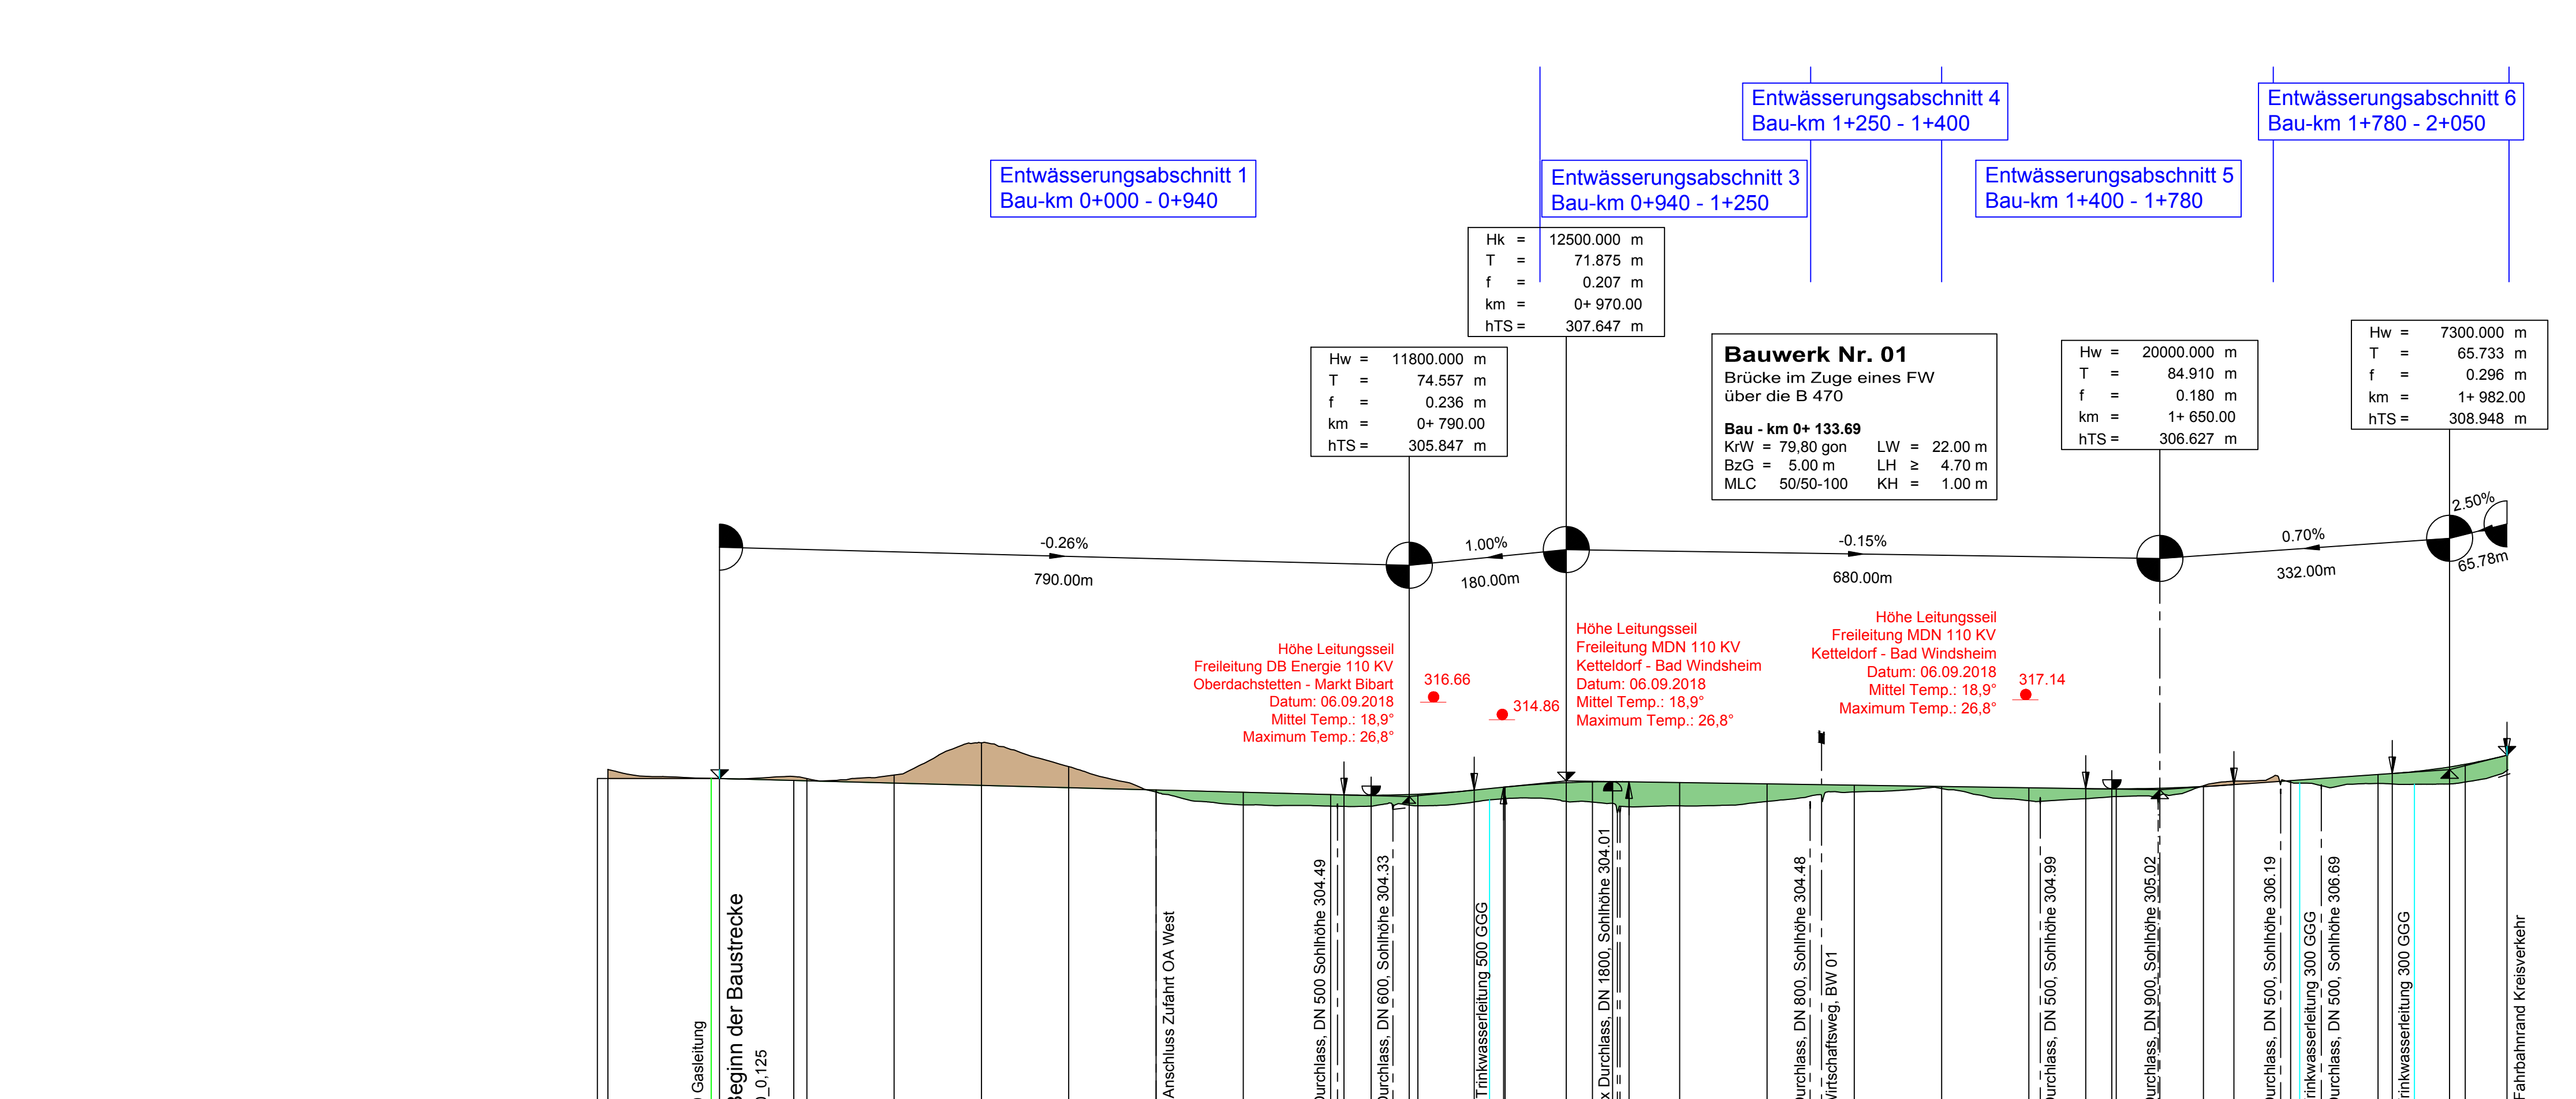 Entwässerungsabschnitt 4
Bau-km 1+250 - 1+400
Entwässerungsabschnitt 6
Bau-km 1+780 - 2+050
Entwässerungsabschnitt 1
Bau-km 0+000 - 0+940
Entwässerungsabschnitt 3
Bau-km 0+940 - 1+250
Entwässerungsabschnitt 5
Bau-km 1+400 - 1+780
Hk = 12500.000 m
T = 71.875 m
f = 0.207 m
km = 0+ 970.00
hTS = 307.647 m
Hw = 11800.000 m
T = 74.557 m
f = 0.236 m
km = 0+ 790.00
hTS = 305.847 m
Bauwerk Nr. 01
Brücke im Zuge eines FW
über die B 470
Bau - km 0+ 133.69
KrW = 79,80 gon LW = 22.00 m
BzG = 5.00 m LH ≥ 4.70 m
MLC 50/50-100 KH = 1.00 m
Hw = 20000.000 m
T = 84.910 m
f = 0.180 m
km = 1+ 650.00
hTS = 306.627 m
Hw = 7300.000 m
T = 65.733 m
f = 0.296 m
km = 1+ 982.00
hTS = 308.948 m
-0.26%
790.00m
1.00%
180.00m
-0.15%
680.00m
0.70%
332.00m
2.50%
65.78m
Höhe Leitungsseil
Freileitung DB Energie 110 KV
Oberdachstetten - Markt Bibart
Datum: 06.09.2018
Mittel Temp.: 18,9°
Maximum Temp.: 26,8°
316.66
314.86
Höhe Leitungsseil
Freileitung MDN 110 KV
Ketteldorf - Bad Windsheim
Datum: 06.09.2018
Mittel Temp.: 18,9°
Maximum Temp.: 26,8°
Höhe Leitungsseil
Freileitung MDN 110 KV
Ketteldorf - Bad Windsheim
Datum: 06.09.2018
Mittel Temp.: 18,9°
Maximum Temp.: 26,8°
317.14
Gasleitung
Beginn der Baustrecke
0_0,125
Anschluss Zufahrt OA West
Durchlass, DN 500 Sohlhöhe 304.49
Durchlass, DN 600, Sohlhöhe 304.33
Trinkwasserleitung 500 GGG
x Durchlass, DN 1800, Sohlhöhe 304.01
Durchlass, DN 800, Sohlhöhe 304.48
Wirtschaftsweg, BW 01
Durchlass, DN 500, Sohlhöhe 304.99
Durchlass, DN 900, Sohlhöhe 305.02
Durchlass, DN 500, Sohlhöhe 306.19
Trinkwasserleitung 300 GGG
Durchlass, DN 500, Sohlhöhe 306.69
Trinkwasserleitung 300 GGG
Fahrbahnrand Kreisverkehr